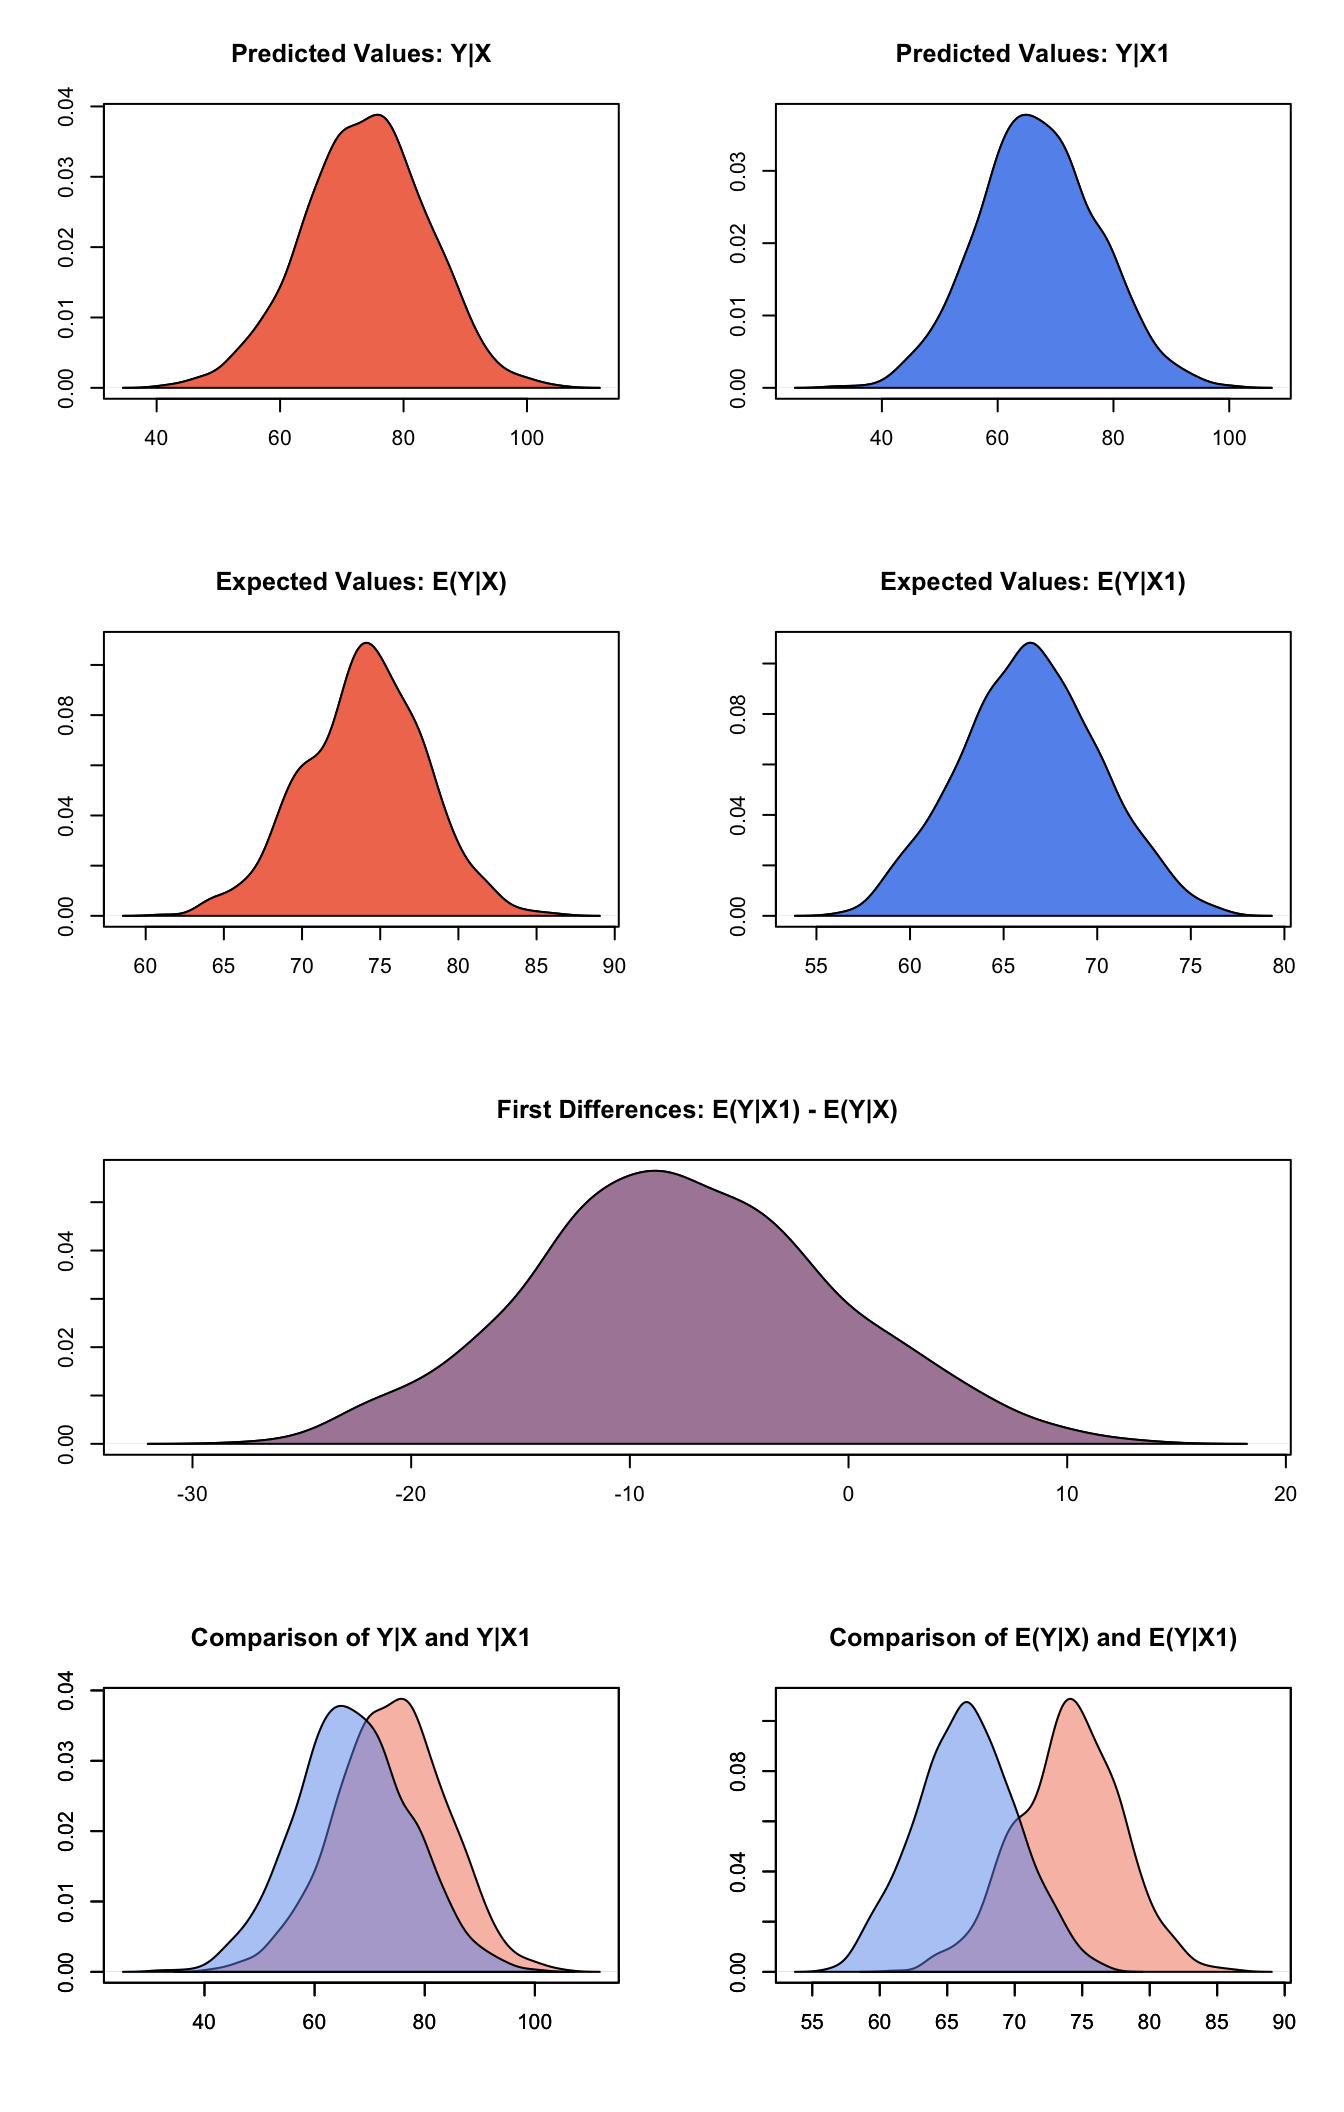 Predicted Values: Y|X
0.00 0.01 0.02 0.03 0.04
40 60 80 100
Predicted Values: Y|X1
0.00 0.01 0.02 0.03
40 60 80 100
Expected Values: E(Y|X)
0.00 0.04 0.08
60 65 70 75 80 85 90
Expected Values: E(Y|X1)
0.00 0.04 0.08
55 60 65 70 75 80
First Differences: E(Y|X1) - E(Y|X)
0.00 0.02 0.04
-30 -20 -10 0 10 20
Comparison of Y|X and Y|X1
0.00 0.01 0.02 0.03 0.04
40 60 80 100
Comparison of E(Y|X) and E(Y|X1)
0.00 0.04 0.08
55 60 65 70 75 80 85 90